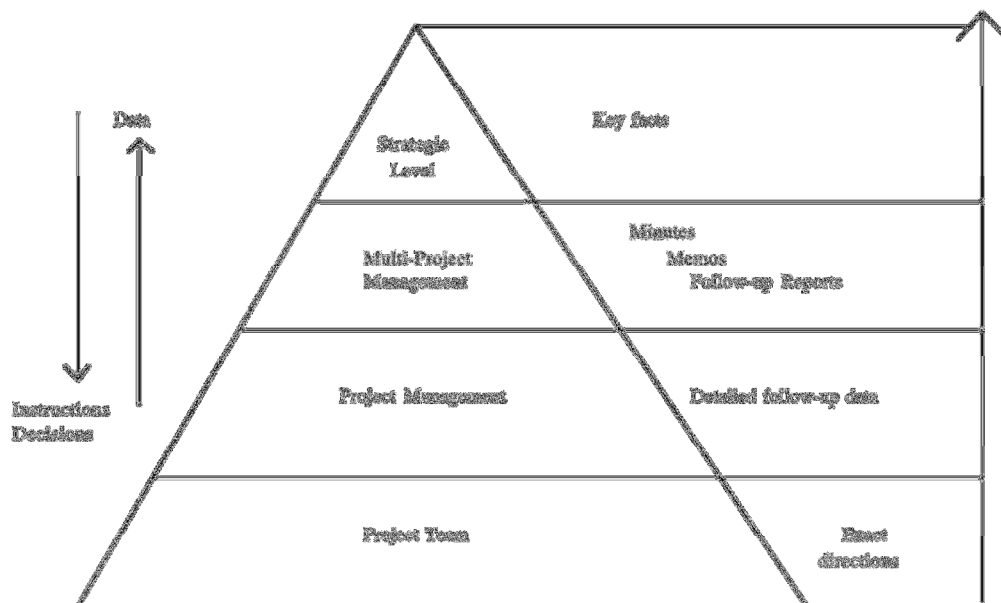 Data
Key facts
Strategic
Level
Minutes
Memos
Follow-up Reports
Multi-Project
Management
Project Management
Detailed follow-up data
Instructions
Decisions
Project Team
Exact
directions